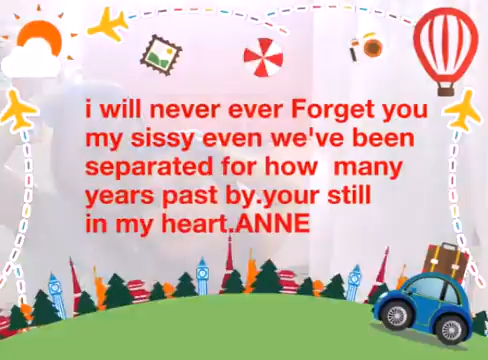 i will never ever Forget you
my sissy even we've been
separated for how  many
years past by.your still
in my heart.ANNE